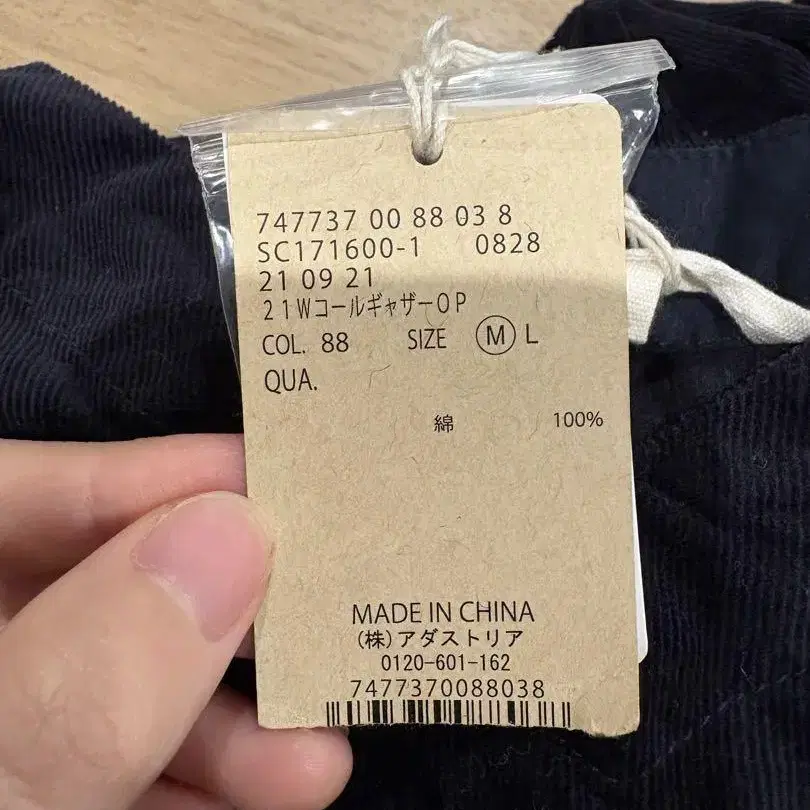 747737 00 88 03 8
SC171600-1 0828
21 09 21
21WコールギャザーOP
COL. 88 SIZE M L
QUA.
綿 100%
MADE IN CHINA
(株)アダストリア
0120-601-162
7477370088038